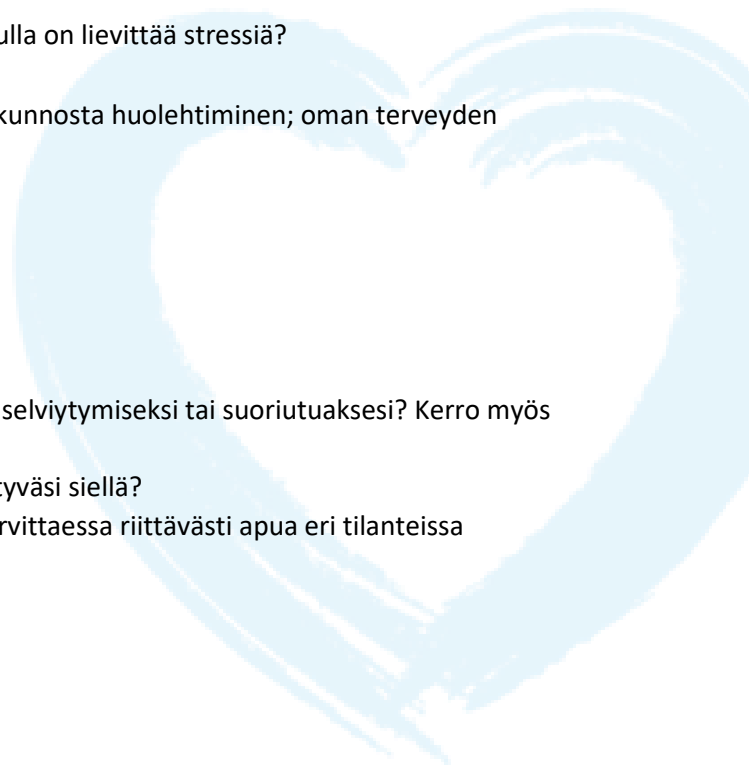 ulla on lievittää stressiä?
kunnosta huolehtiminen; oman terveyden
selviytymiseksi tai suoriutuaksesi? Kerro myös
tyväsi siellä?
rvittaessa riittävästi apua eri tilanteissa